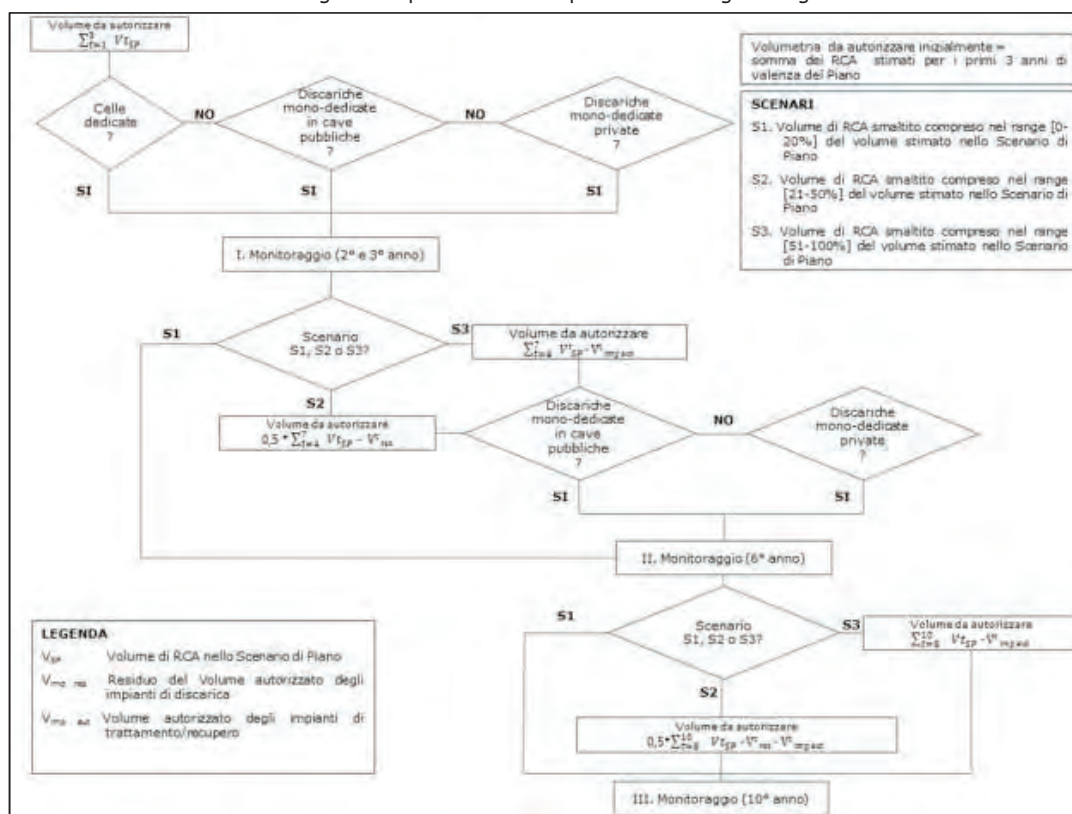 Volume da autorizzare
∑³ₜ₌₁ Vt_SP
Celle
dedicate
?
NO
Discariche
mono-dedicate
in cave
pubbliche
?
NO
Discariche
mono-dedicate
private
?
SI
SI
SI
Volumetria da autorizzare inizialmente =
somma dei RCA stimati per i primi 3 anni di
valenza del Piano
SCENARI
S1. Volume di RCA smaltito compreso nel range [0-
20%] del volume stimato nello Scenario di
Piano
S2. Volume di RCA smaltito compreso nel range
[21-50%] del volume stimato nello Scenario di
Piano
S3. Volume di RCA smaltito compreso nel range
[51-100%] del volume stimato nello Scenario
di Piano
I. Monitoraggio (2° e 3° anno)
S1
Scenario
S1, S2 o S3?
S3
Volume da autorizzare
S2
Volume da autorizzare
Discariche
mono-dedicate
in cave
pubbliche
?
NO
Discariche
mono-dedicate
private
?
SI
SI
II. Monitoraggio (6° anno)
S1
Scenario
S1, S2 o S3?
S3
Volume da autorizzare
S2
Volume da autorizzare
III. Monitoraggio (10° anno)
LEGENDA
V_SP Volume di RCA nello Scenario di Piano
Residuo del Volume autorizzato degli
impianti di discarica
Volume autorizzato degli impianti di
trattamento/recupero